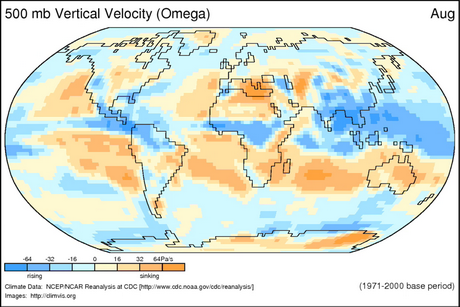 500 mb Vertical Velocity (Omega) Aug
-64 -32 -16 0 16 32 64Pa/s
rising sinking
Climate Data: NCEP/NCAR Reanalysis at CDC [http://www.cdc.noaa.gov/cdc/reanalysis/] (1971-2000 base period)
Images: http://climvis.org